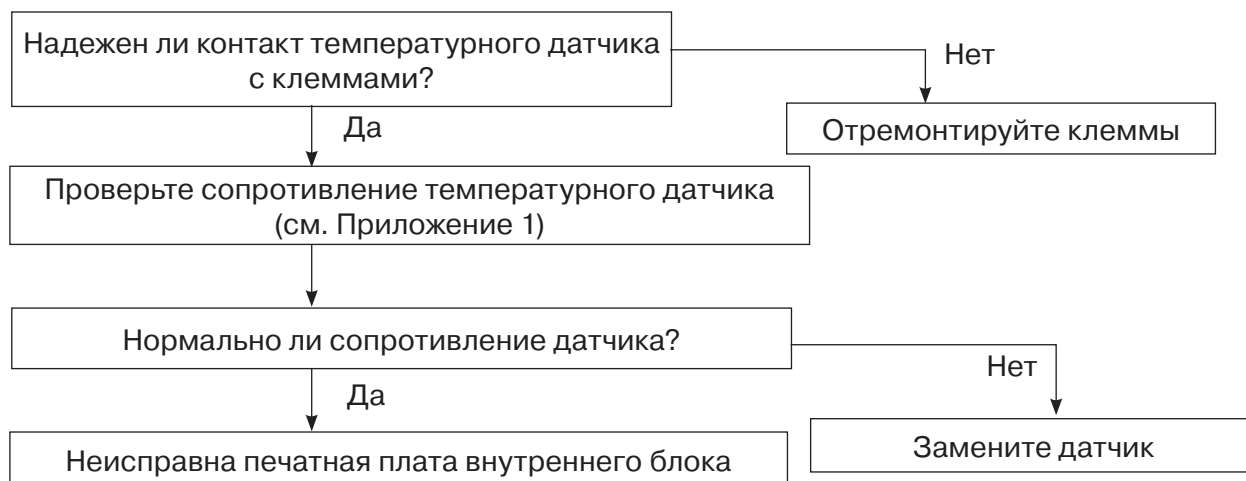 Надежен ли контакт температурного датчика
с клеммами?
Нет
Отремонтируйте клеммы
Да
Проверьте сопротивление температурного датчика
(см. Приложение 1)
Нормально ли сопротивление датчика?
Нет
Да
Замените датчик
Неисправна печатная плата внутреннего блока